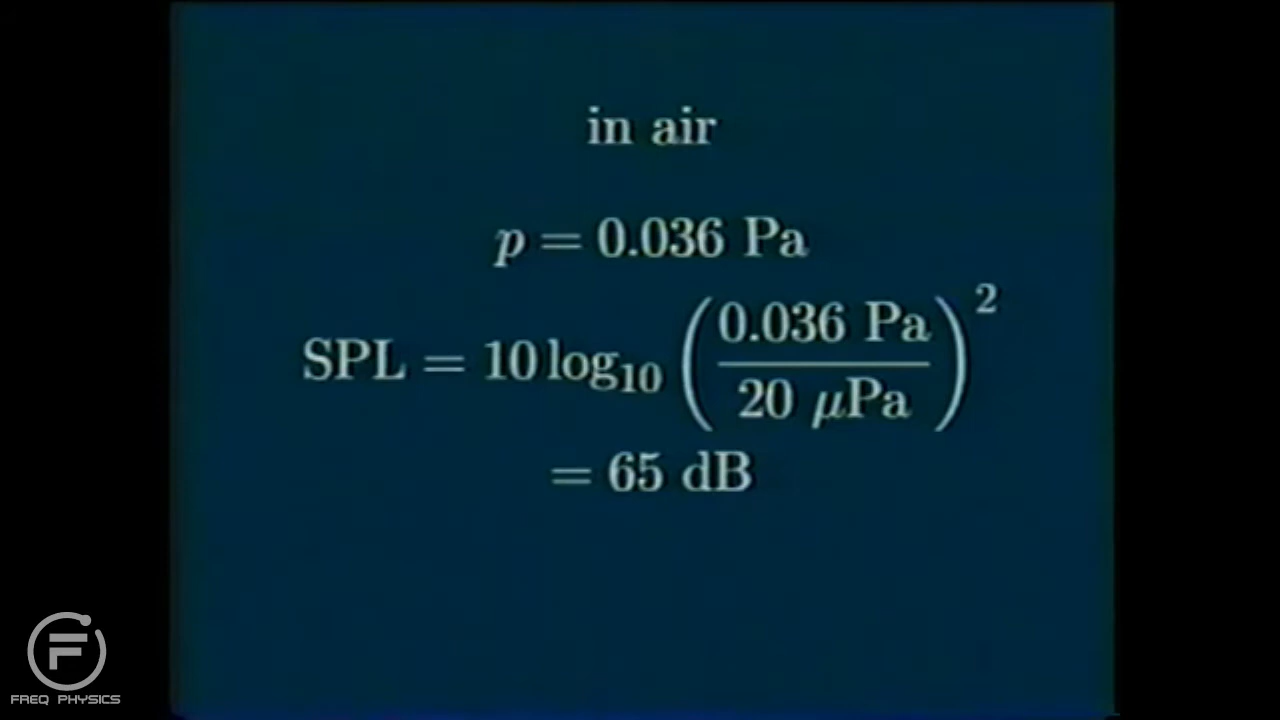 in air
p = 0.036 Pa
SPL = 10 log₁₀ (0.036 Pa / 20 μPa)²
= 65 dB
F
FREQ PHYSICS